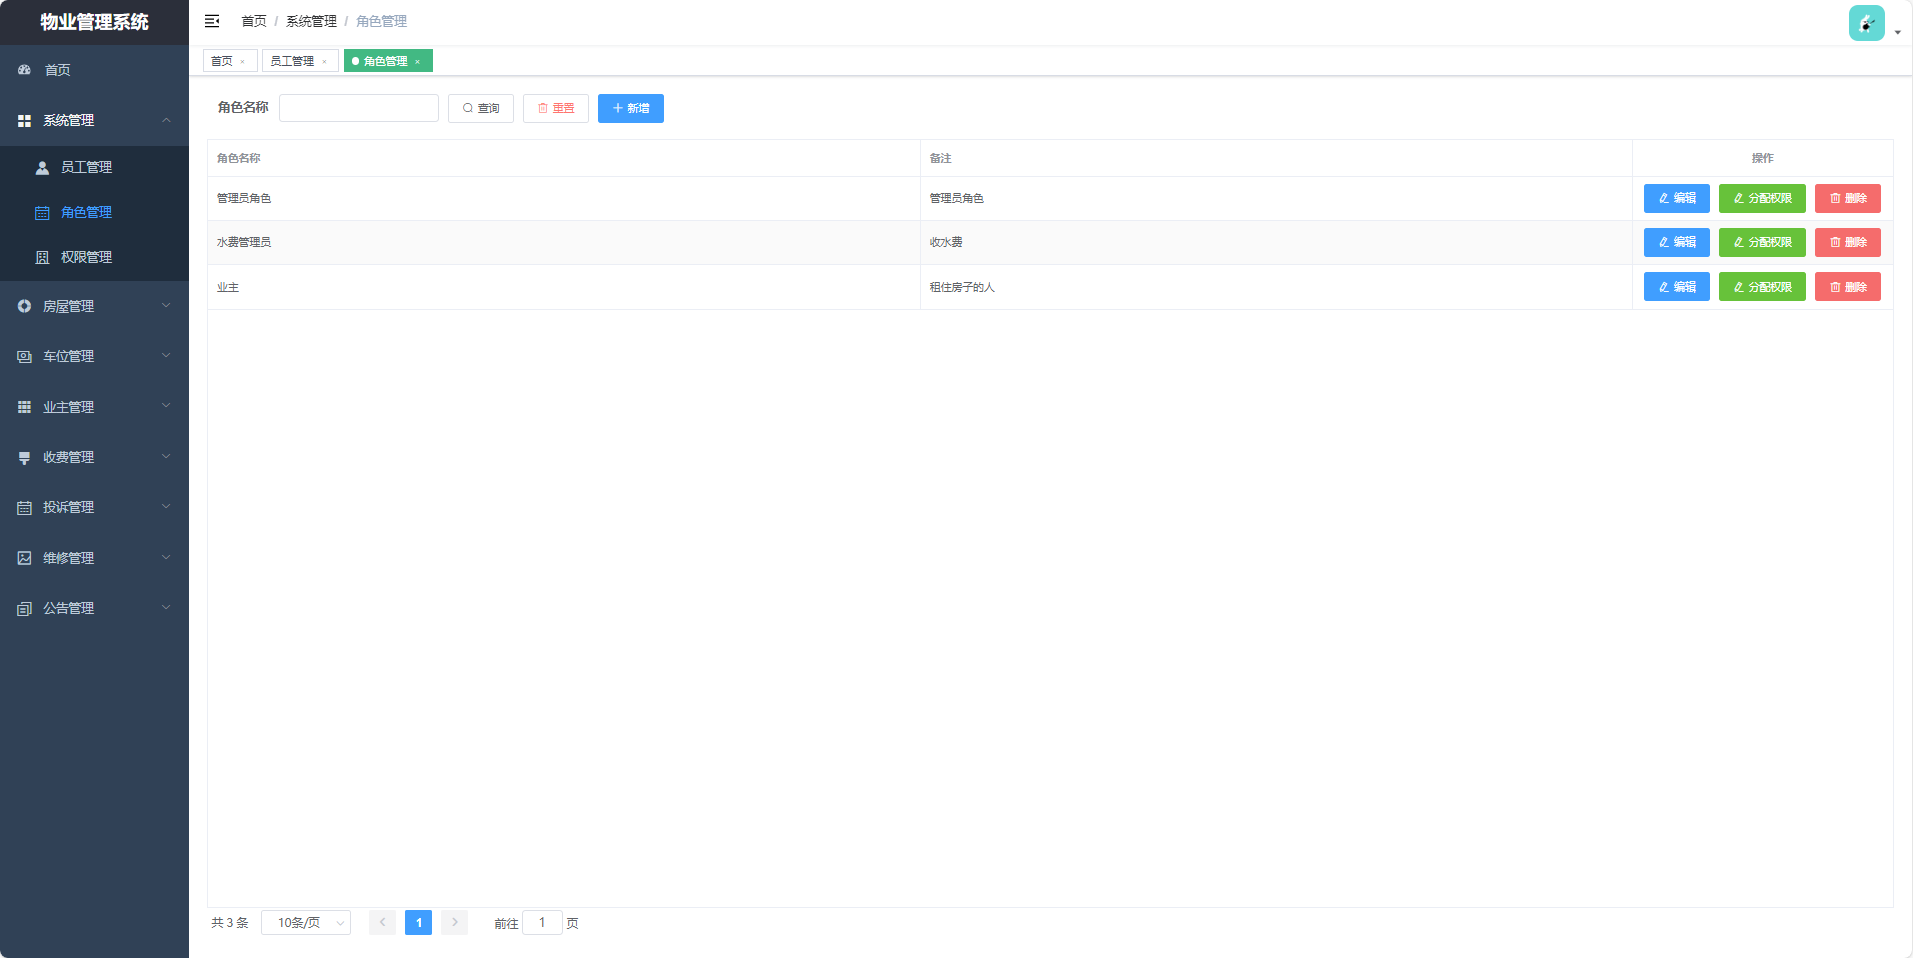 物业管理系统
首页 / 系统管理 / 角色管理
首页 × 员工管理 × 角色管理 ×
首页
系统管理
员工管理
角色管理
权限管理
房屋管理
车位管理
业主管理
收费管理
投诉管理
维修管理
公告管理
角色名称 查询 重置 新增
角色名称 备注 操作
管理员角色 管理员角色 编辑 分配权限 删除
水费管理员 收水费 编辑 分配权限 删除
业主 租住房子的人 编辑 分配权限 删除
共 3 条 10条/页 1 前往 1 页